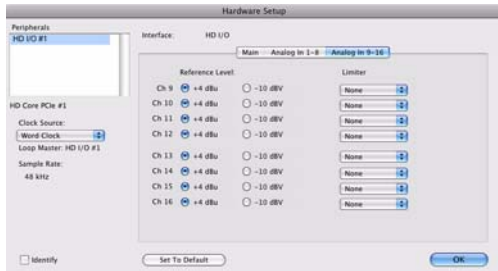 Hardware Setup
Peripherals
HD I/O #1
HD Core PCIe #1
Clock Source:
Word Clock
Loop Master: HD I/O #1
Sample Rate:
48 kHz
Identify
Interface: HD I/O
Main Analog In 1-8 Analog In 9-16
Reference Level: Limiter
Ch 9 +4 dBu -10 dBV None
Ch 10 +4 dBu -10 dBV None
Ch 11 +4 dBu -10 dBV None
Ch 12 +4 dBu -10 dBV None
Ch 13 +4 dBu -10 dBV None
Ch 14 +4 dBu -10 dBV None
Ch 15 +4 dBu -10 dBV None
Ch 16 +4 dBu -10 dBV None
Set To Default
OK